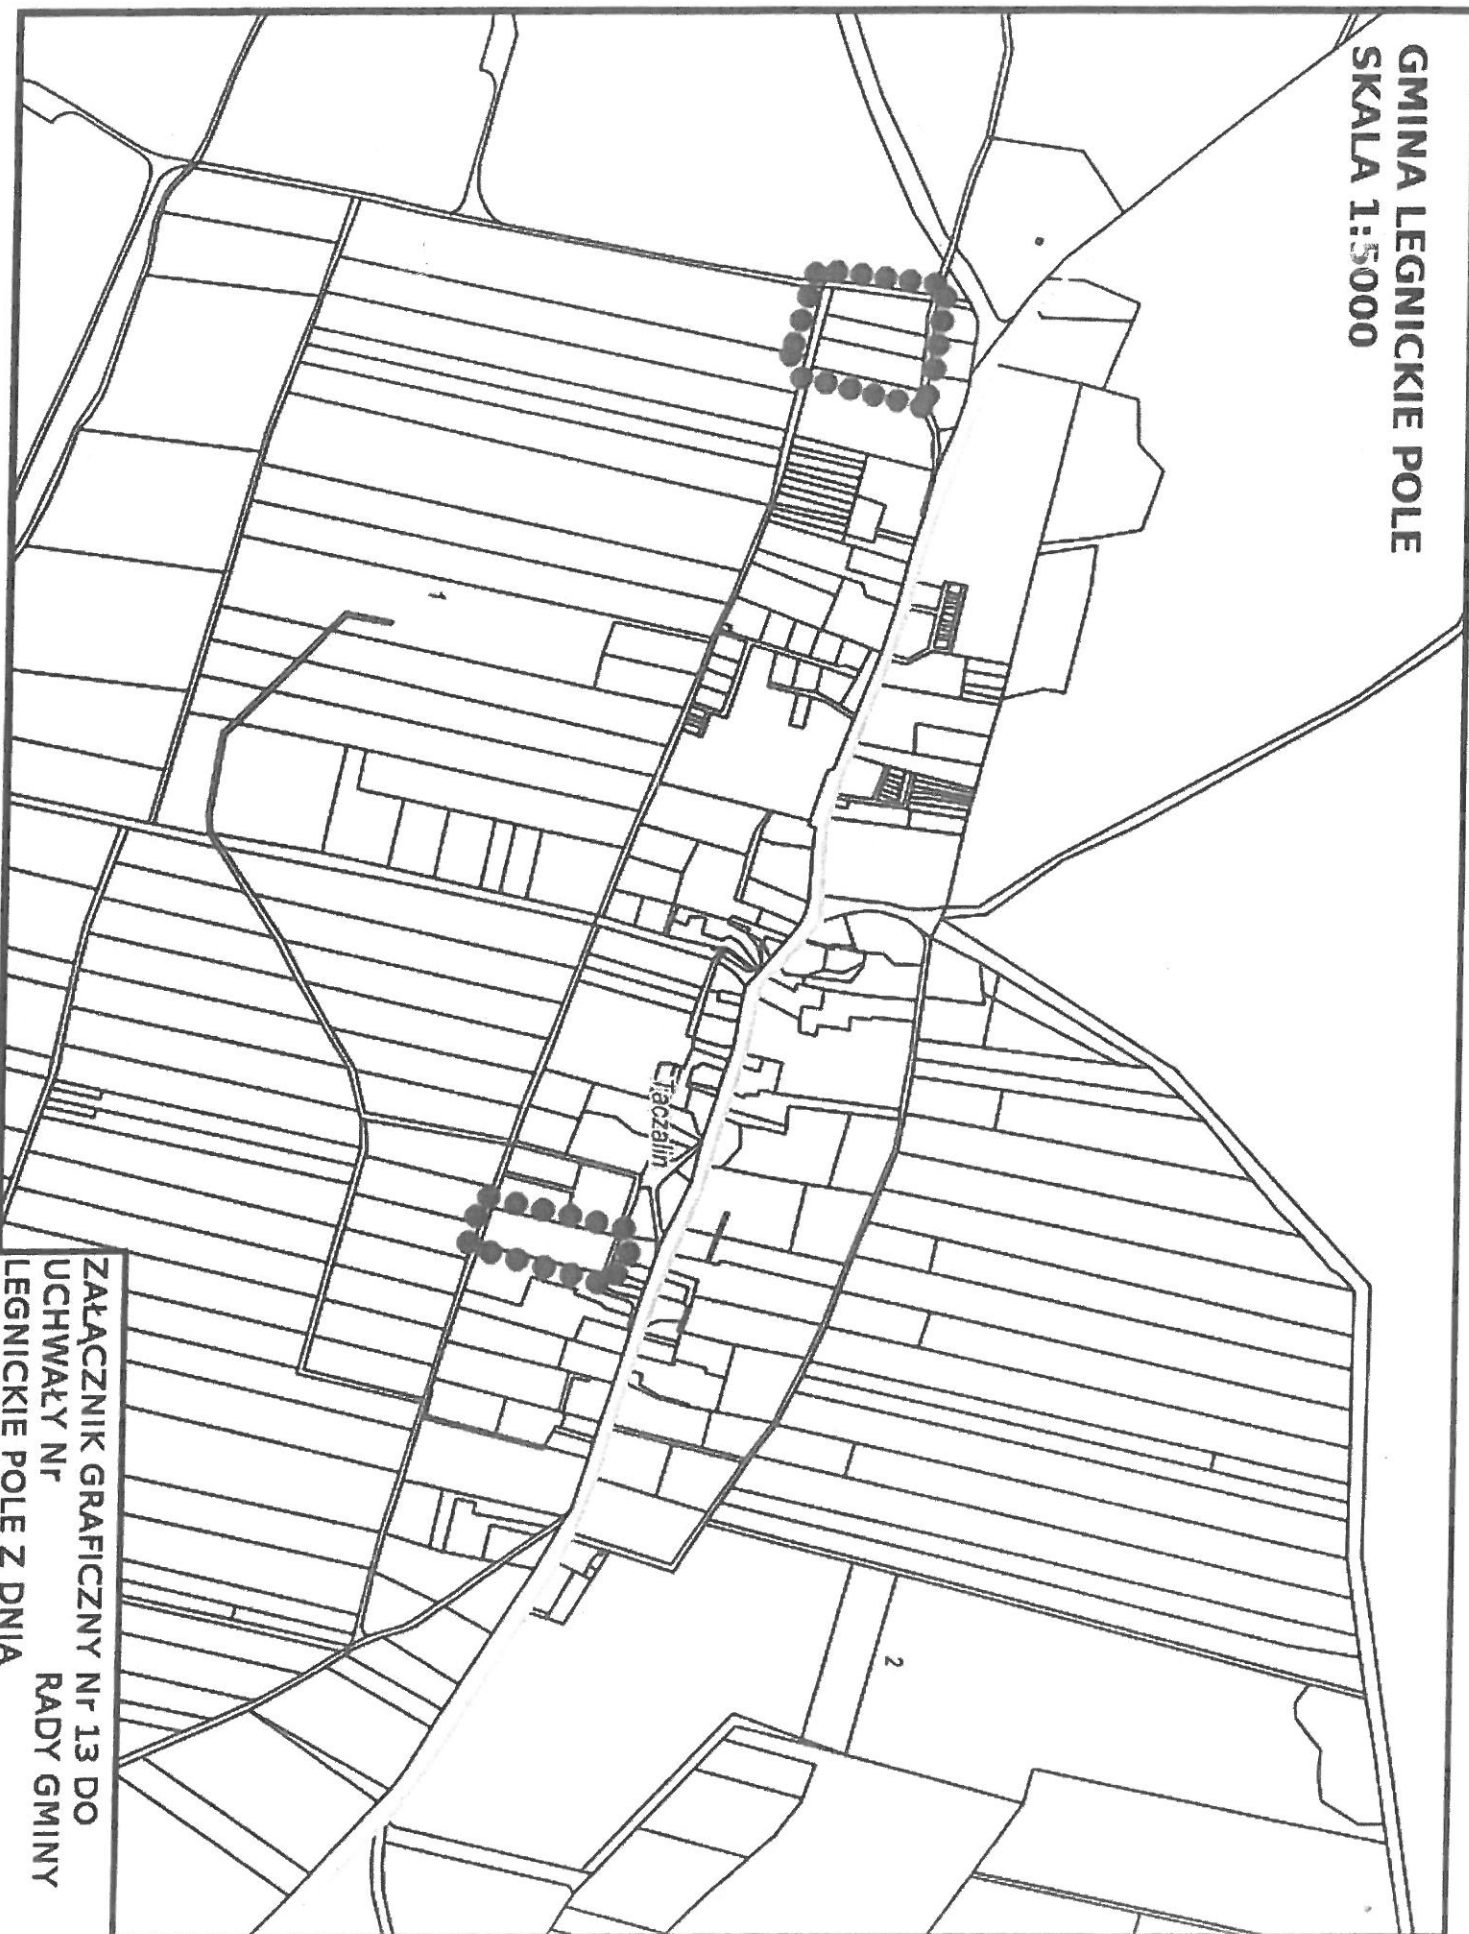 GMINA LEGNICKIE POLE
SKALA 1:5000
1
Taczalin
2
ZAŁĄCZNIK GRAFICZNY Nr 13 DO
UCHWAŁY Nr RADY GMINY
LEGNICKIE POLE Z DNIA